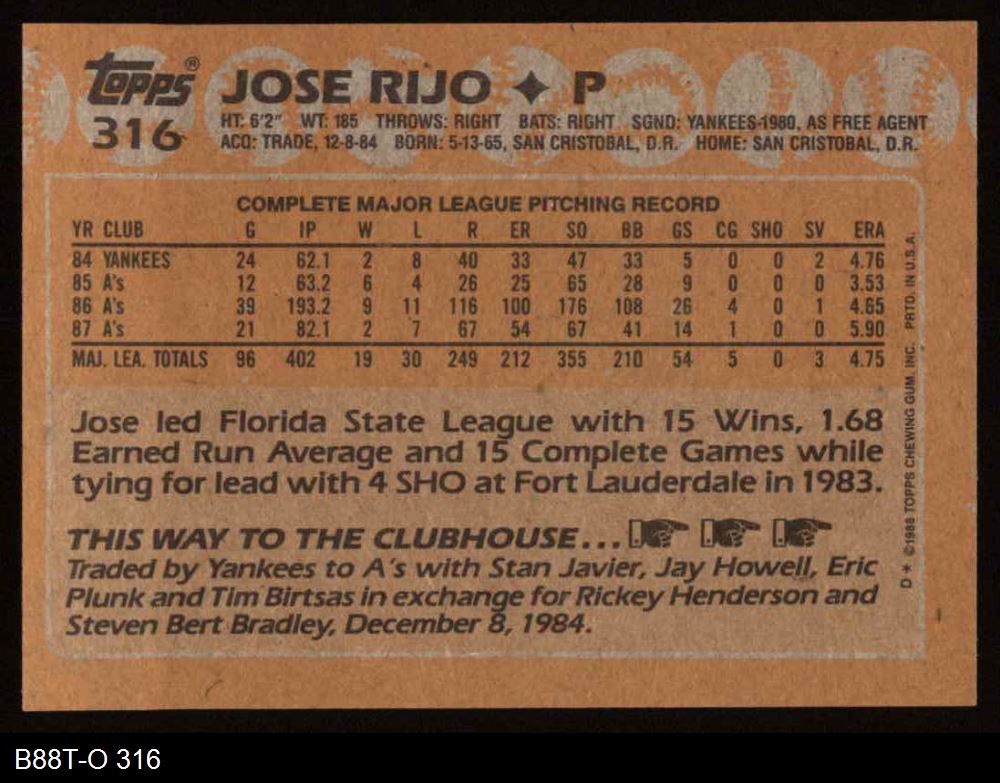 Topps® JOSE RIJO ✦ P
316 HT: 6'2" WT: 185 THROWS: RIGHT BATS: RIGHT SGND: YANKEES-1980, AS FREE AGENT
ACQ: TRADE, 12-8-84 BORN: 5-13-65, SAN CRISTOBAL, D.R. HOME: SAN CRISTOBAL, D.R.
COMPLETE MAJOR LEAGUE PITCHING RECORD
YR CLUB G IP W L R ER SO BB GS CG SHO SV ERA
84 YANKEES 24 62.1 2 8 40 33 47 33 5 0 0 2 4.76
85 A's 12 63.2 6 4 26 25 65 28 9 0 0 0 3.53
86 A's 39 193.2 9 11 116 100 176 108 26 4 0 1 4.65
87 A's 21 82.1 2 7 67 54 67 41 14 1 0 0 5.90
MAJ. LEA. TOTALS 96 402 19 30 249 212 355 210 54 5 0 3 4.75
Jose led Florida State League with 15 Wins, 1.68
Earned Run Average and 15 Complete Games while
tying for lead with 4 SHO at Fort Lauderdale in 1983.
THIS WAY TO THE CLUBHOUSE...
Traded by Yankees to A's with Stan Javier, Jay Howell, Eric
Plunk and Tim Birtsas in exchange for Rickey Henderson and
Steven Bert Bradley, December 8, 1984.
D* ©1988 TOPPS CHEWING GUM, INC. PRTD. IN U.S.A.
B88T-O 316